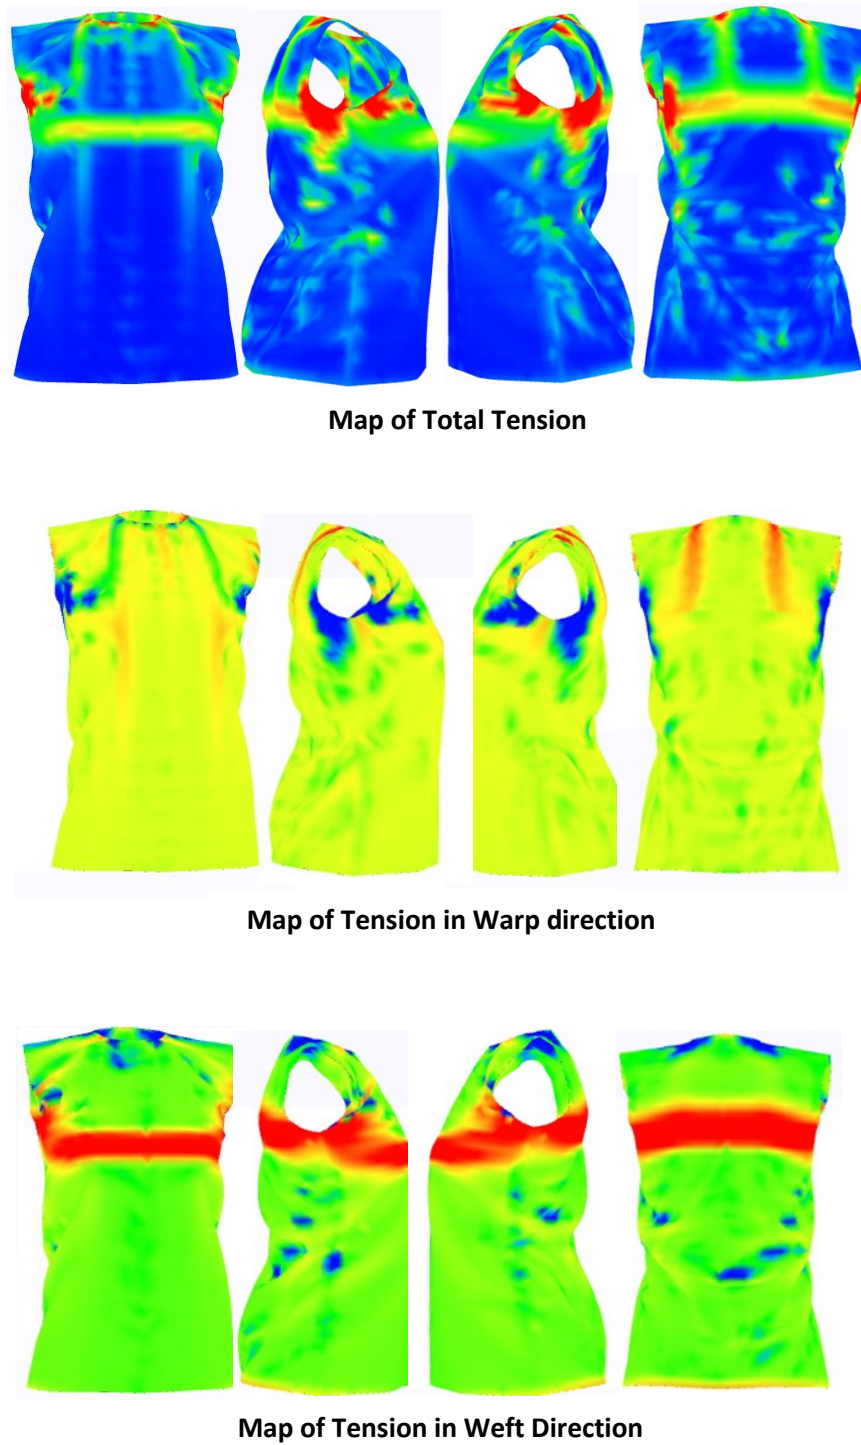 Map of Total Tension
Map of Tension in Warp direction
Map of Tension in Weft Direction